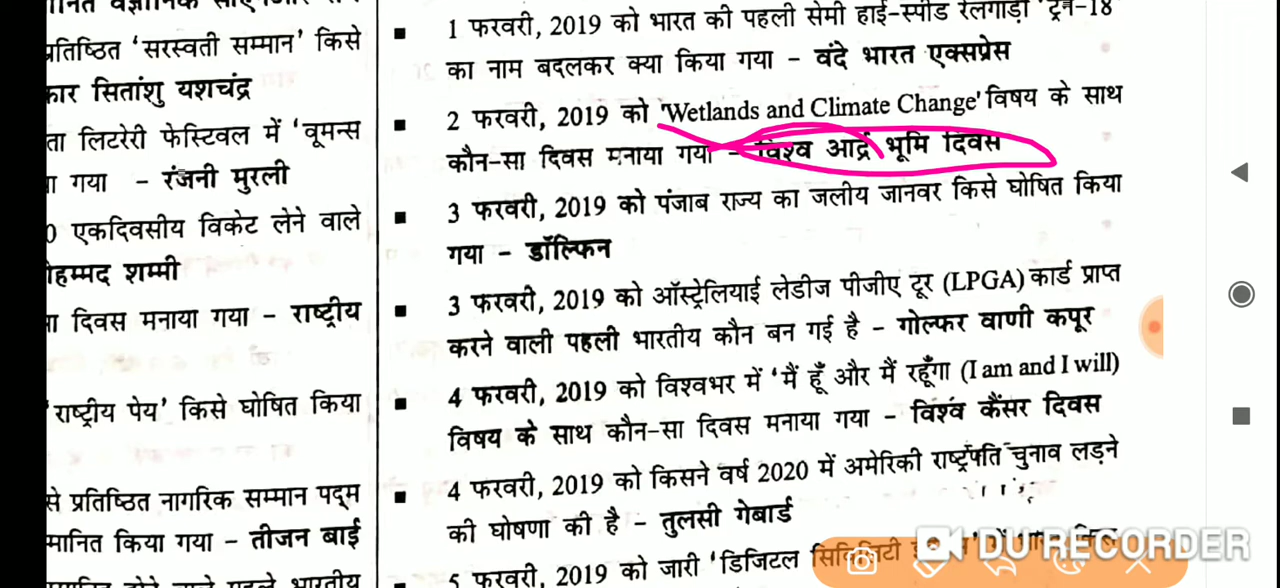 प्रतिष्ठित ‘सरस्वती सम्मान’ किसे
कार सितांशु यशचंद्र
ता लिटरेरी फेस्टिवल में ‘वूमन्स
ा गया - रंजनी मुरली
0 एकदिवसीय विकेट लेने वाले
मोहम्मद शम्मी
ा दिवस मनाया गया - राष्ट्रीय
‘राष्ट्रीय पेय’ किसे घोषित किया
से प्रतिष्ठित नागरिक सम्मान पद्म
मानित किया गया - तीजन बाई
पहले भारतीय
■ 1 फरवरी, 2019 को भारत की पहली सेमी हाई-स्पीड रेलगाड़ी ‘ट्रेन-18
का नाम बदलकर क्या किया गया - वंदे भारत एक्सप्रेस
■ 2 फरवरी, 2019 को 'Wetlands and Climate Change' विषय के साथ
कौन-सा दिवस मनाया गया - विश्व आर्द्र भूमि दिवस
■ 3 फरवरी, 2019 को पंजाब राज्य का जलीय जानवर किसे घोषित किया
गया - डॉल्फिन
■ 3 फरवरी, 2019 को ऑस्ट्रेलियाई लेडीज पीजीए टूर (LPGA) कार्ड प्राप्त
करने वाली पहली भारतीय कौन बन गई है - गोल्फर वाणी कपूर
■ 4 फरवरी, 2019 को विश्वभर में ‘मैं हूँ और मैं रहूँगा (I am and I will)
विषय के साथ कौन-सा दिवस मनाया गया - विश्व कैंसर दिवस
■ 4 फरवरी, 2019 को किसने वर्ष 2020 में अमेरिकी राष्ट्रपति चुनाव लड़ने
की घोषणा की है - तुलसी गेबार्ड
■ 5 फरवरी, 2019 को जारी ‘डिजिटल
DU RECORDER